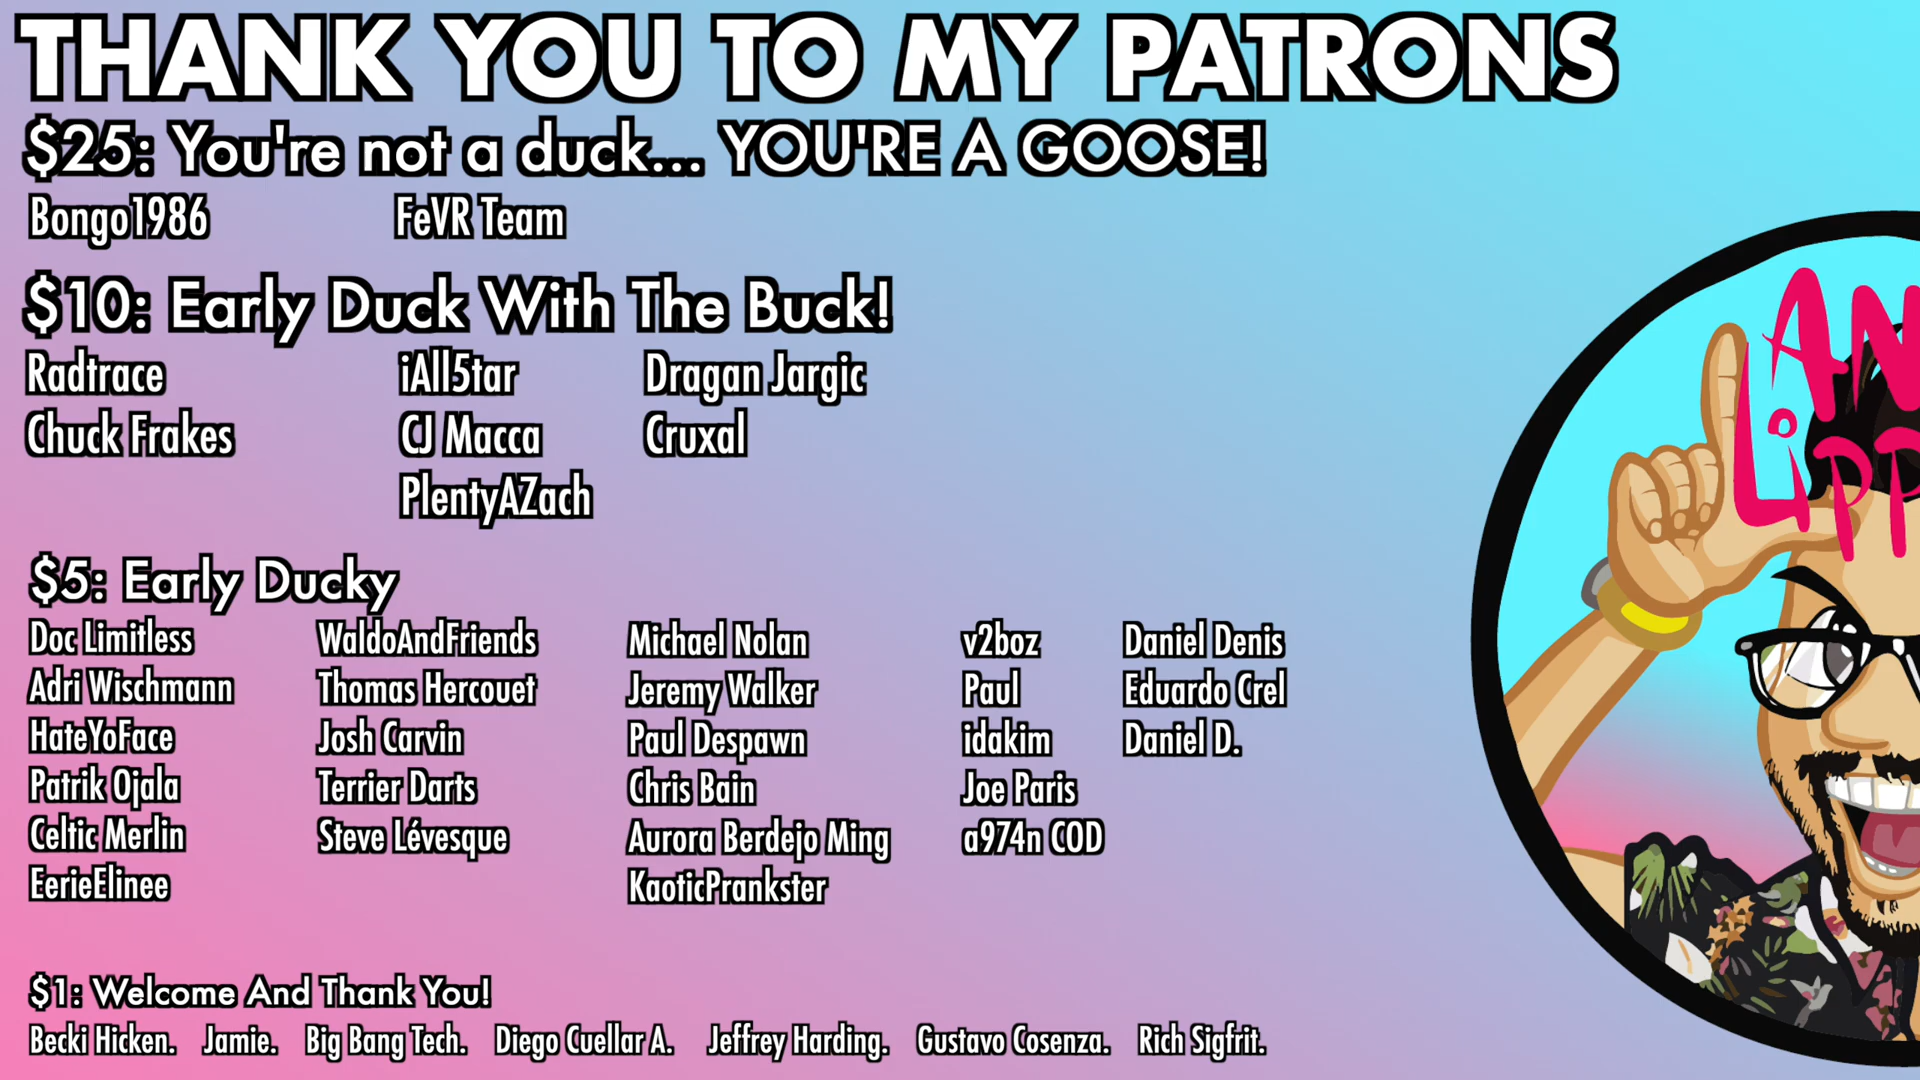 THANK YOU TO MY PATRONS
$25: You're not a duck... YOU'RE A GOOSE!
Bongo1986 FeVR Team
$10: Early Duck With The Buck!
Radtrace iAll5tar Dragan Jargic
Chuck Frakes CJ Macca Cruxal
PlentyAZach
$5: Early Ducky
Doc Limitless WaldoAndFriends Michael Nolan v2boz Daniel Denis
Adri Wischmann Thomas Hercouet Jeremy Walker Paul Eduardo Crel
HateYoFace Josh Carvin Paul Despawn idakim Daniel D.
Patrik Ojala Terrier Darts Chris Bain Joe Paris
Celtic Merlin Steve Lévesque Aurora Berdejo Ming a974n COD
EerieElinee KaoticPrankster
$1: Welcome And Thank You!
Becki Hicken. Jamie. Big Bang Tech. Diego Cuellar A. Jeffrey Harding. Gustavo Cosenza. Rich Sigfrit.
AN
LiPP